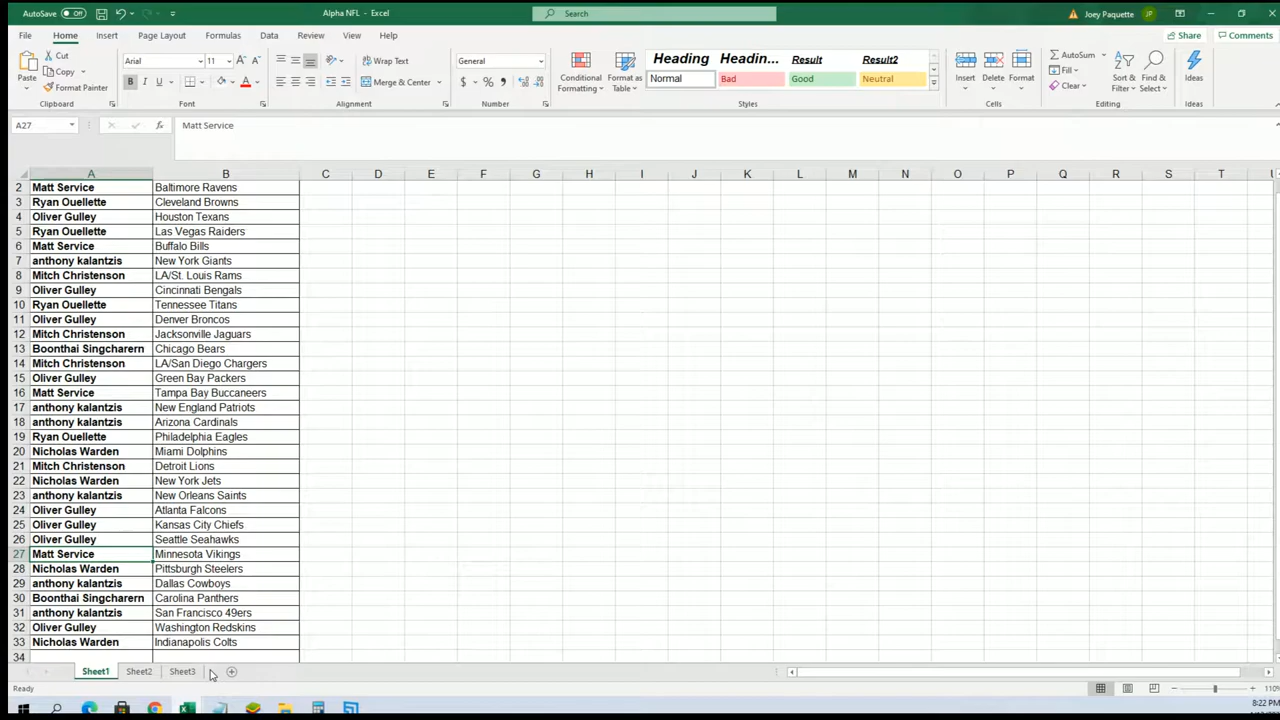 AutoSave Off Alpha NFL - Excel Search Joey Paquette JP
File Home Insert Page Layout Formulas Data Review View Help Share Comments
Cut Copy Format Painter Paste Clipboard
Arial 11 Font
Wrap Text Merge & Center Alignment
General Number
Conditional Formatting Format as Table
Heading Headin... Result Result2
Normal Bad Good Neutral
Styles
Insert Delete Format Cells
AutoSum Fill Clear Sort & Filter Find & Select Editing
Ideas Ideas
A27 Matt Service
A B C D E F G H I J K L M N O P Q R S T
2 Matt Service Baltimore Ravens
3 Ryan Ouellette Cleveland Browns
4 Oliver Gulley Houston Texans
5 Ryan Ouellette Las Vegas Raiders
6 Matt Service Buffalo Bills
7 anthony kalantzis New York Giants
8 Mitch Christenson LA/St. Louis Rams
9 Oliver Gulley Cincinnati Bengals
10 Ryan Ouellette Tennessee Titans
11 Oliver Gulley Denver Broncos
12 Mitch Christenson Jacksonville Jaguars
13 Boonthai Singcharern Chicago Bears
14 Mitch Christenson LA/San Diego Chargers
15 Oliver Gulley Green Bay Packers
16 Matt Service Tampa Bay Buccaneers
17 anthony kalantzis New England Patriots
18 anthony kalantzis Arizona Cardinals
19 Ryan Ouellette Philadelphia Eagles
20 Nicholas Warden Miami Dolphins
21 Mitch Christenson Detroit Lions
22 Nicholas Warden New York Jets
23 anthony kalantzis New Orleans Saints
24 Oliver Gulley Atlanta Falcons
25 Oliver Gulley Kansas City Chiefs
26 Oliver Gulley Seattle Seahawks
27 Matt Service Minnesota Vikings
28 Nicholas Warden Pittsburgh Steelers
29 anthony kalantzis Dallas Cowboys
30 Boonthai Singcharern Carolina Panthers
31 anthony kalantzis San Francisco 49ers
32 Oliver Gulley Washington Redskins
33 Nicholas Warden Indianapolis Colts
34
Sheet1 Sheet2 Sheet3
Ready 110%
8:22 PM